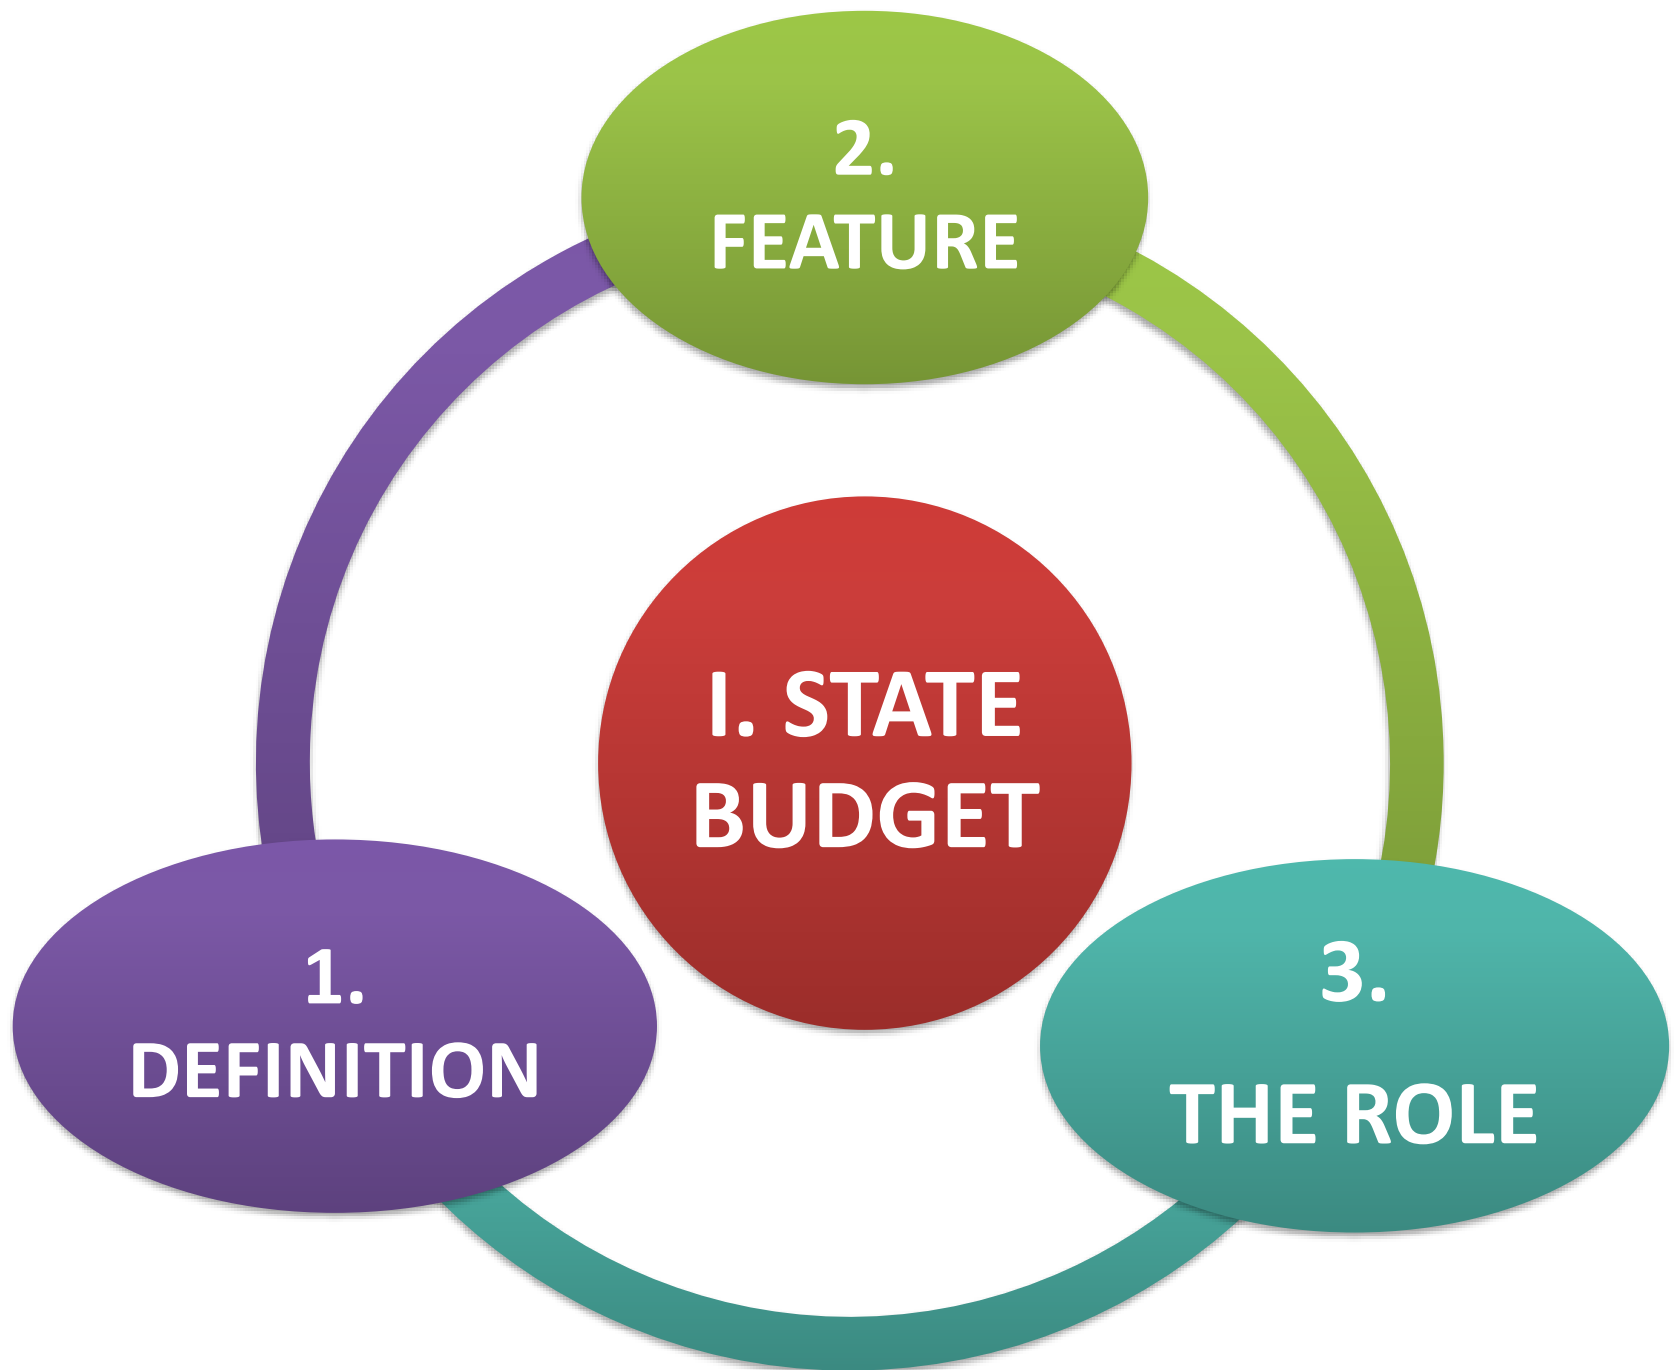 2.
FEATURE
I. STATE
BUDGET
1.
DEFINITION
3.
THE ROLE